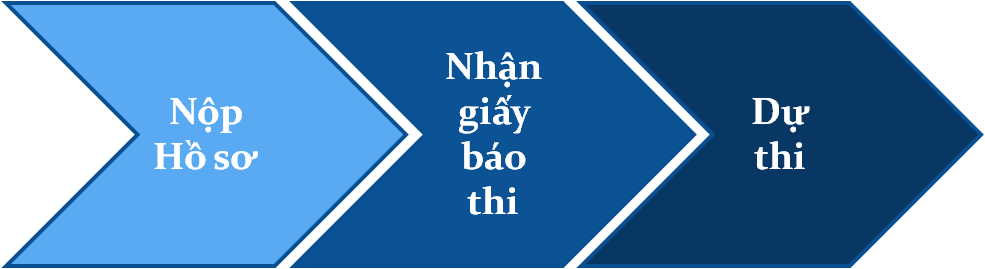 Nộp
Hồ sơ
Nhận
giấy
báo
thi
Dự
thi